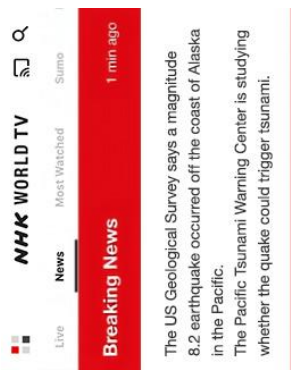 NHK WORLD TV
Live News Most Watched Sumo
Breaking News 1 min ago
The US Geological Survey says a magnitude
8.2 earthquake occurred off the coast of Alaska
in the Pacific.
The Pacific Tsunami Warning Center is studying
whether the quake could trigger tsunami.